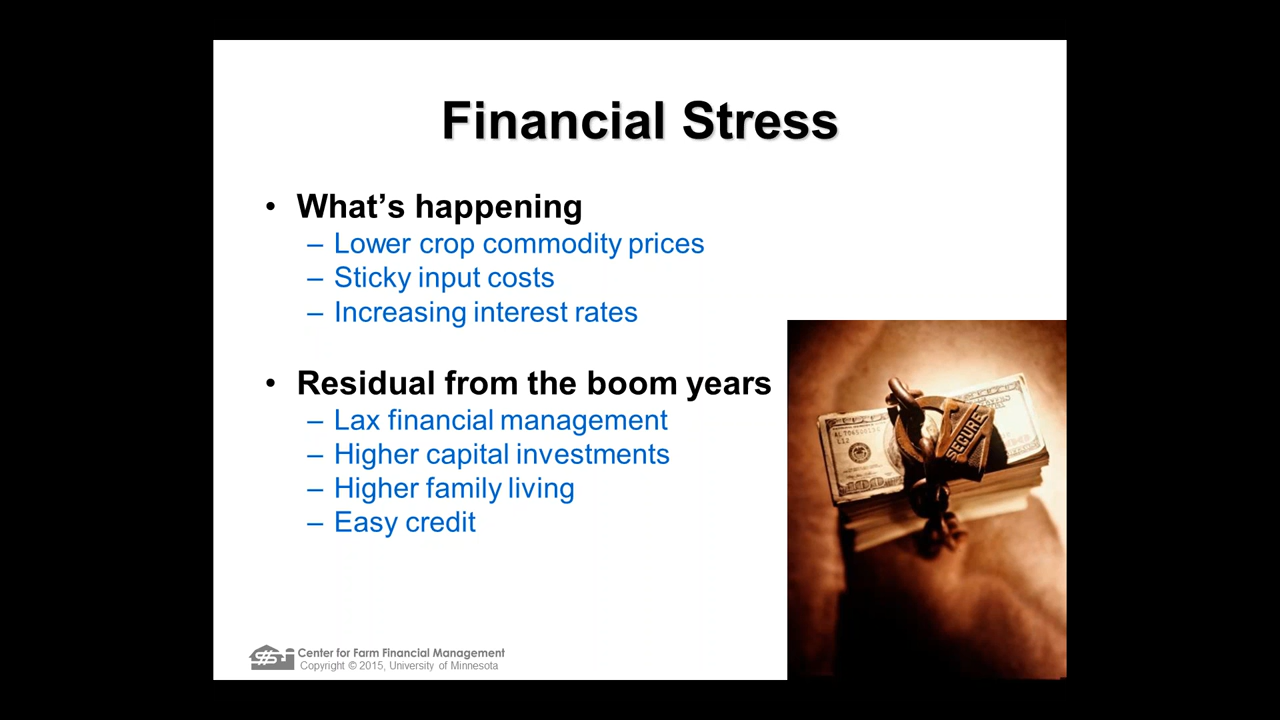 Financial Stress
• What’s happening
– Lower crop commodity prices
– Sticky input costs
– Increasing interest rates
• Residual from the boom years
– Lax financial management
– Higher capital investments
– Higher family living
– Easy credit
SECURE
Center for Farm Financial Management
Copyright © 2015, University of Minnesota